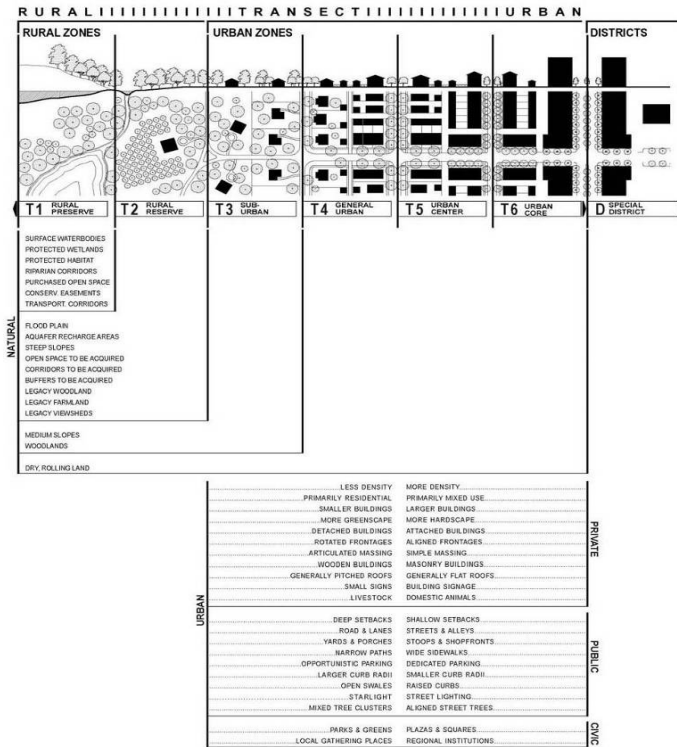 RURAL IIIIIIIIIIIII TRANSECT IIIIIIIIIIIII URBAN
RURAL ZONES
URBAN ZONES
DISTRICTS
T1 RURAL PRESERVE
T2 RURAL RESERVE
T3 SUB-URBAN
T4 GENERAL URBAN
T5 URBAN CENTER
T6 URBAN CORE
D SPECIAL DISTRICT
NATURAL
SURFACE WATERBODIES
PROTECTED WETLANDS
PROTECTED HABITAT
RIPARIAN CORRIDORS
PURCHASED OPEN SPACE
CONSERV. EASEMENTS
TRANSPORT. CORRIDORS
FLOOD PLAIN
AQUAFER RECHARGE AREAS
STEEP SLOPES
OPEN SPACE TO BE ACQUIRED
CORRIDORS TO BE ACQUIRED
BUFFERS TO BE ACQUIRED
LEGACY WOODLAND
LEGACY FARMLAND
LEGACY VIEWSHEDS
MEDIUM SLOPES
WOODLANDS
DRY, ROLLING LAND
URBAN
LESS DENSITY MORE DENSITY
PRIMARILY RESIDENTIAL PRIMARILY MIXED USE
SMALLER BUILDINGS LARGER BUILDINGS
MORE GREENSCAPE MORE HARDSCAPE
DETACHED BUILDINGS ATTACHED BUILDINGS
ROTATED FRONTAGES ALIGNED FRONTAGES
ARTICULATED MASSING SIMPLE MASSING
WOODEN BUILDINGS MASONRY BUILDINGS
GENERALLY PITCHED ROOFS GENERALLY FLAT ROOFS
SMALL SIGNS BUILDING SIGNAGE
LIVESTOCK DOMESTIC ANIMALS
PRIVATE
DEEP SETBACKS SHALLOW SETBACKS
ROAD & LANES STREETS & ALLEYS
YARDS & PORCHES STOOPS & SHOPFRONTS
NARROW PATHS WIDE SIDEWALKS
OPPORTUNISTIC PARKING DEDICATED PARKING
LARGER CURB RADII SMALLER CURB RADII
OPEN SWALES RAISED CURBS
STARLIGHT STREET LIGHTING
MIXED TREE CLUSTERS ALIGNED STREET TREES
PUBLIC
PARKS & GREENS PLAZAS & SQUARES
LOCAL GATHERING PLACES REGIONAL INSTITUTIONS
CIVIC